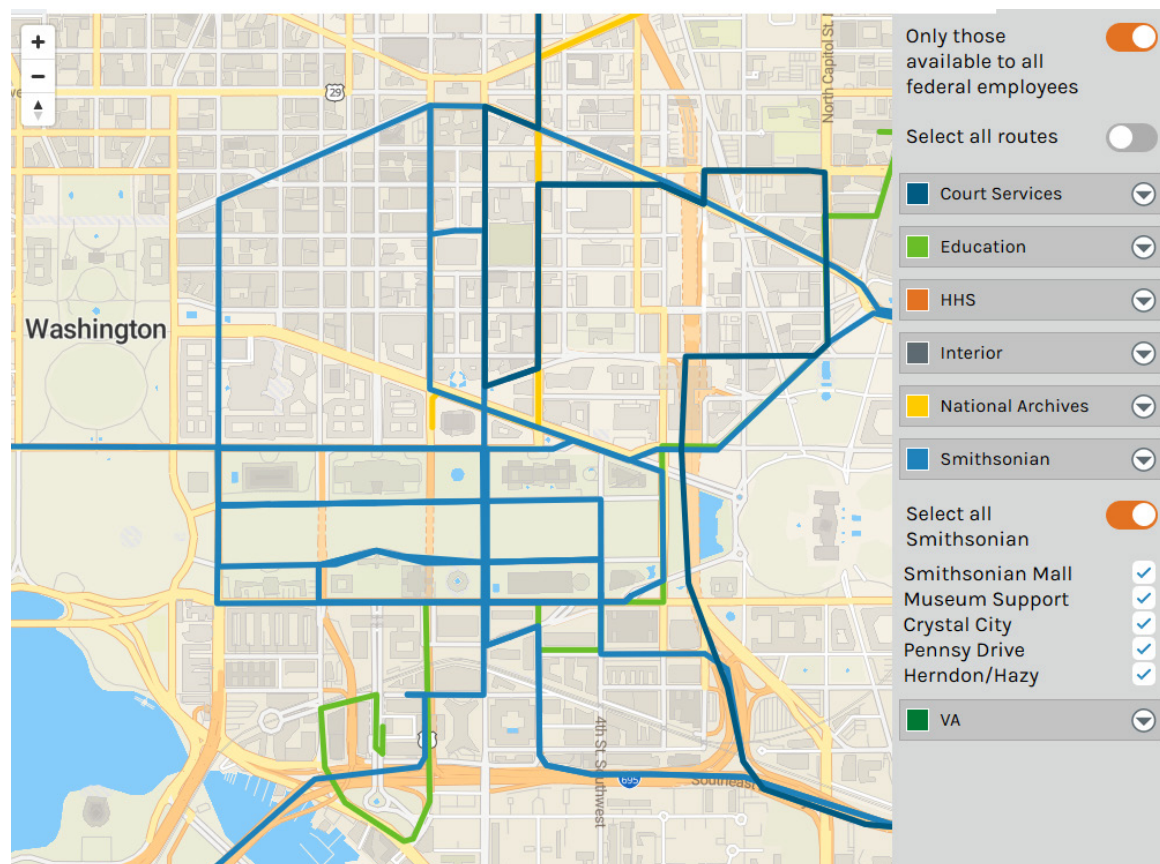 +
−
29
North Capitol St.
Washington
4th St. Southwest
695
Southeast
Only those
available to all
federal employees
Select all routes
Court Services
Education
HHS
Interior
National Archives
Smithsonian
Select all
Smithsonian
Smithsonian Mall
Museum Support
Crystal City
Pennsy Drive
Herndon/Hazy
VA